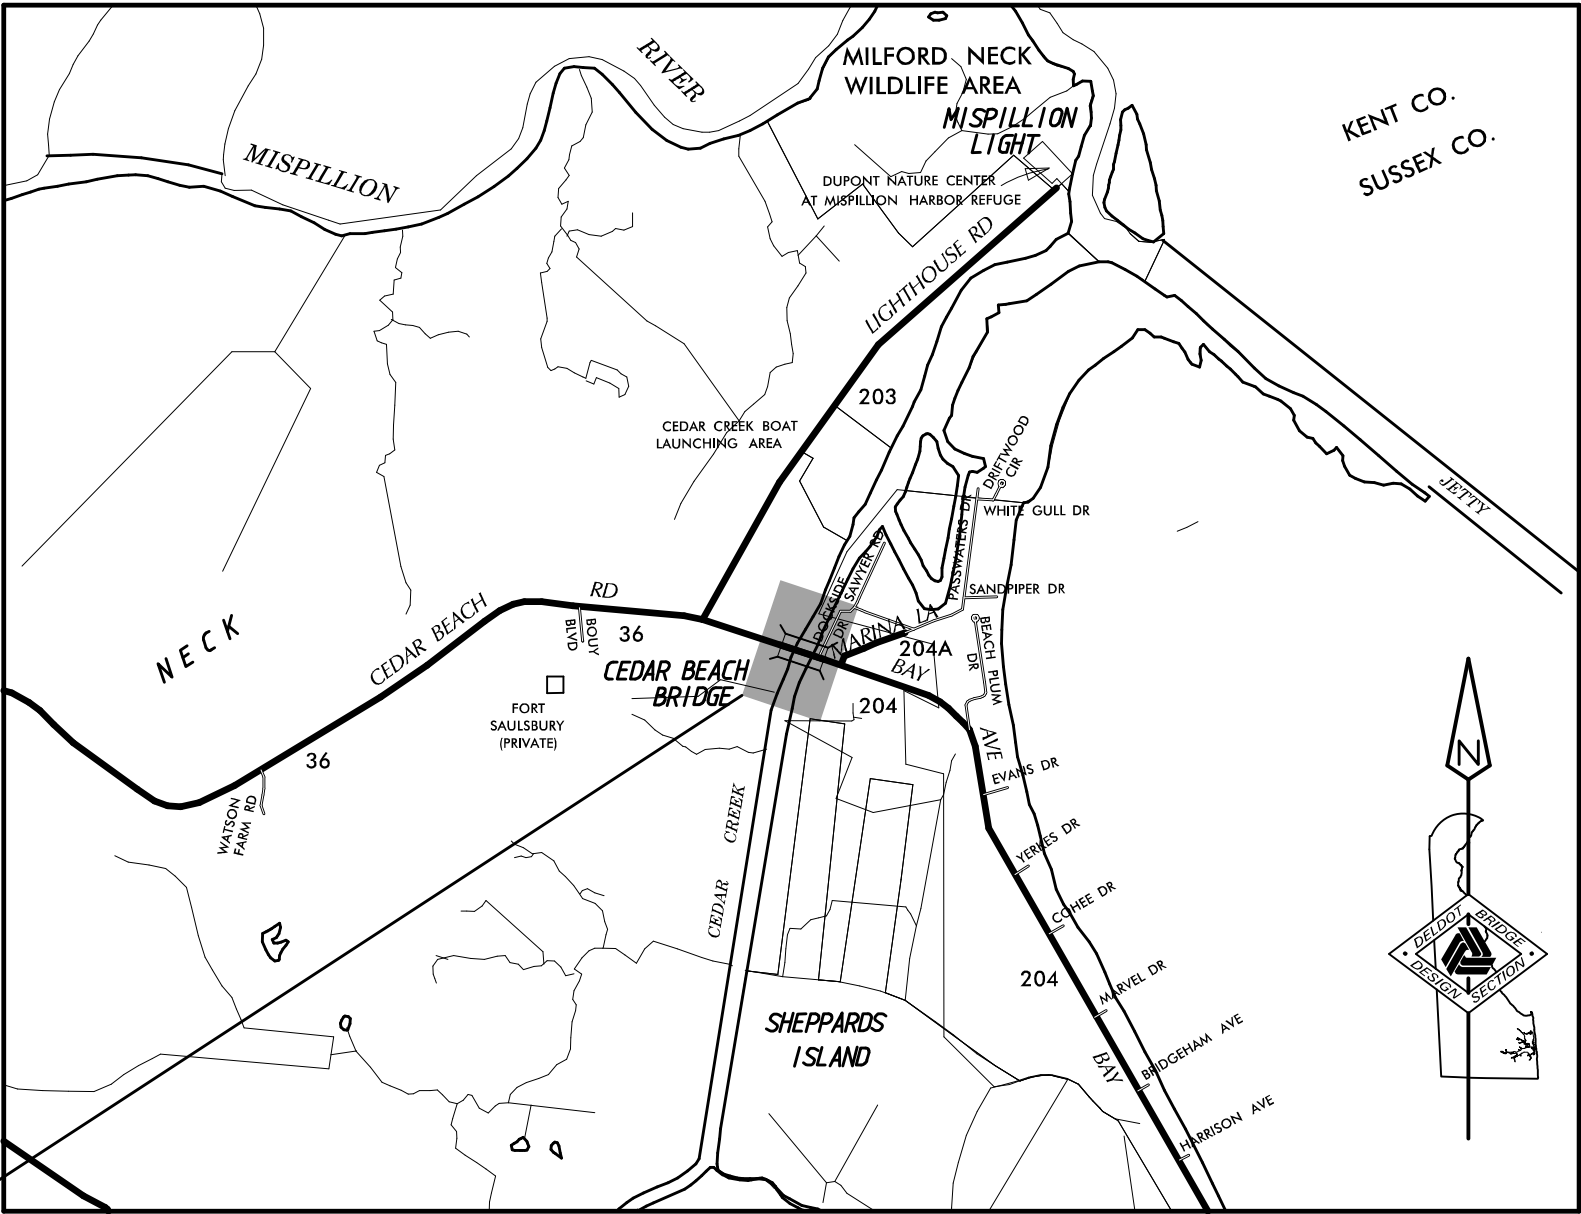 RIVER
MILFORD NECK
WILDLIFE AREA
MISPILLION
LIGHT
KENT CO.
SUSSEX CO.
MISPILLION
DUPONT NATURE CENTER
AT MISPILLION HARBOR REFUGE
LIGHTHOUSE RD
203
CEDAR CREEK BOAT
LAUNCHING AREA
DRIFTWOOD
CIR
JETTY
WHITE GULL DR
PASSWATERS DR
SAWYER RD
DOCKSIDE
DR
SANDPIPER DR
NECK
CEDAR BEACH
RD
BOUY
BLVD
36
MARINA LA
204A
BEACH PLUM
DR
CEDAR BEACH
BRIDGE
BAY
204
FORT
SAULSBURY
(PRIVATE)
AVE
36
EVANS DR
WATSON
FARM RD
CREEK
CEDAR
YERKES DR
COHEE DR
204
MARVEL DR
SHEPPARDS
ISLAND
BRIDGEHAM AVE
BAY
HARRISON AVE
N
DELDOT
BRIDGE
DESIGN
SECTION